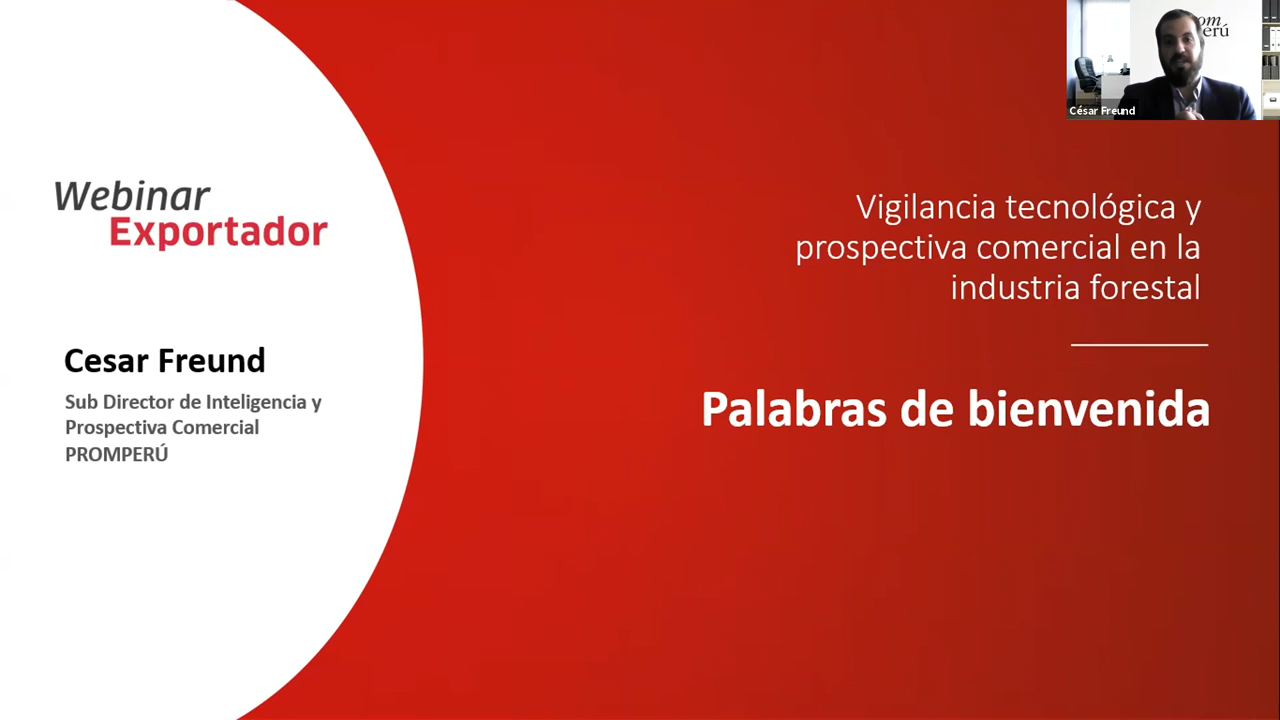 Webinar
Exportador
Cesar Freund
Sub Director de Inteligencia y
Prospectiva Comercial
PROMPERÚ
Vigilancia tecnológica y
prospectiva comercial en la
industria forestal
Palabras de bienvenida
César Freund